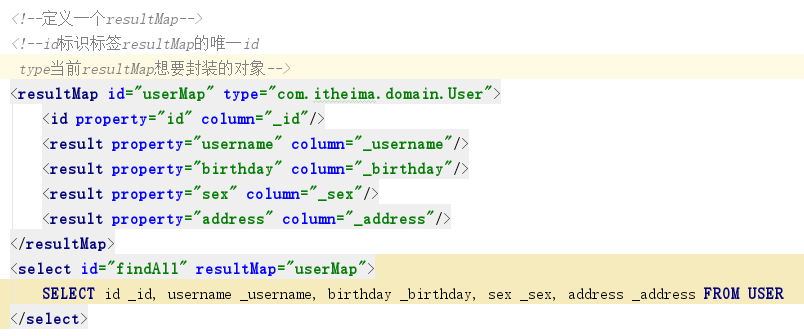 <!--定义一个resultMap-->
<!--id标识标签resultMap的唯一id
type当前resultMap想要封装的对象-->
<resultMap id="userMap" type="com.itheima.domain.User">
<id property="id" column="_id"/>
<result property="username" column="_username"/>
<result property="birthday" column="_birthday"/>
<result property="sex" column="_sex"/>
<result property="address" column="_address"/>
</resultMap>
<select id="findAll" resultMap="userMap">
SELECT id _id, username _username, birthday _birthday, sex _sex, address _address FROM USER
</select>